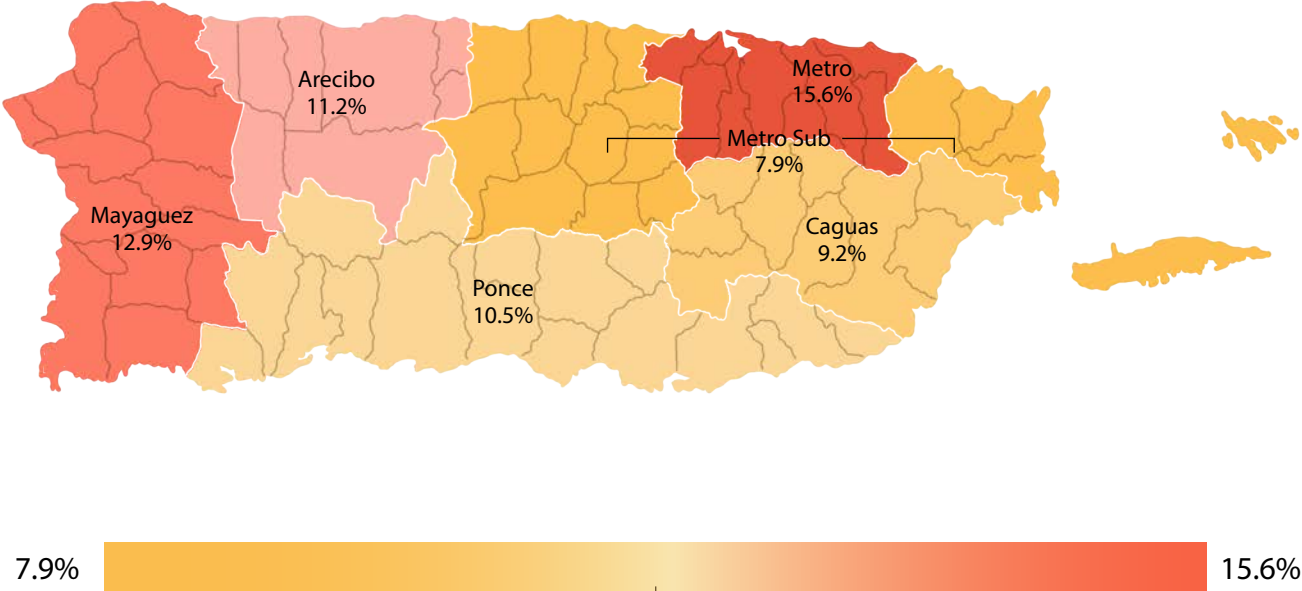 Arecibo
11.2%
Metro
15.6%
Metro Sub
7.9%
Mayaguez
12.9%
Caguas
9.2%
Ponce
10.5%
7.9%
15.6%